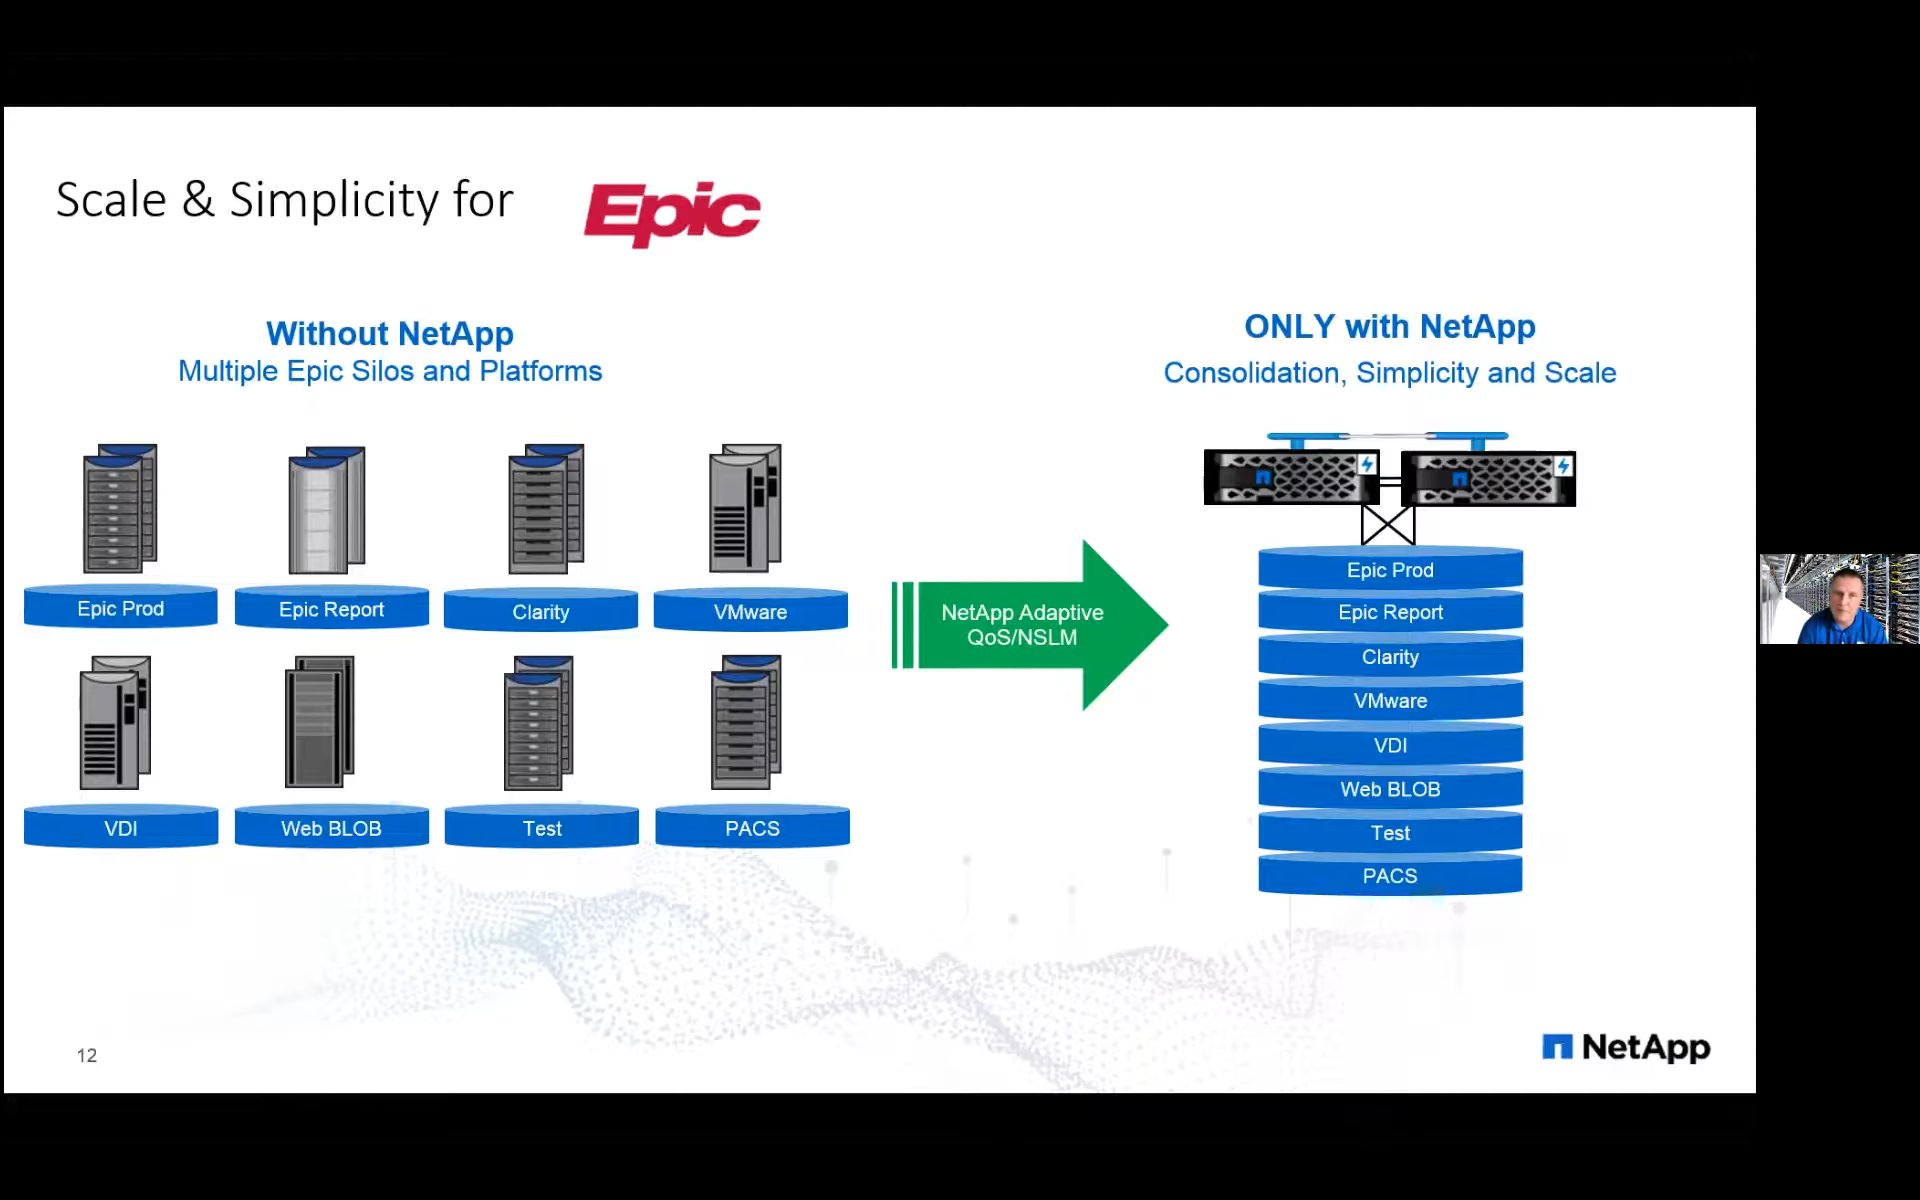 Scale & Simplicity for Epic
Without NetApp
Multiple Epic Silos and Platforms
Epic Prod
Epic Report
Clarity
VMware
VDI
Web BLOB
Test
PACS
NetApp Adaptive
QoS/NSLM
ONLY with NetApp
Consolidation, Simplicity and Scale
Epic Prod
Epic Report
Clarity
VMware
VDI
Web BLOB
Test
PACS
12
NetApp